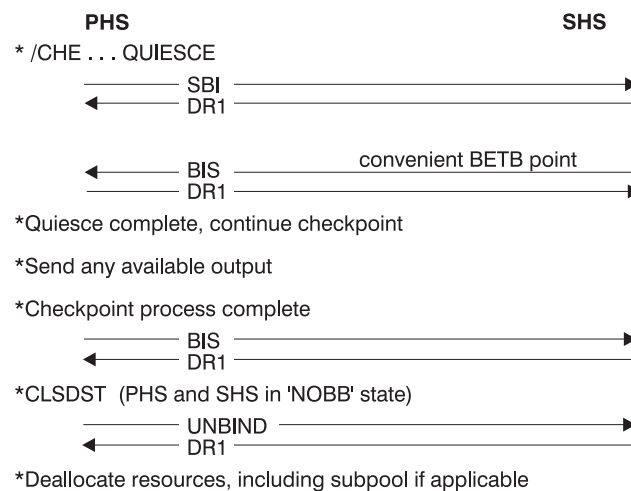 PHS SHS
* /CHE . . . QUIESCE
SBI
DR1
convenient BETB point
BIS
DR1
*Quiesce complete, continue checkpoint
*Send any available output
*Checkpoint process complete
BIS
DR1
*CLSDST (PHS and SHS in 'NOBB' state)
UNBIND
DR1
*Deallocate resources, including subpool if applicable